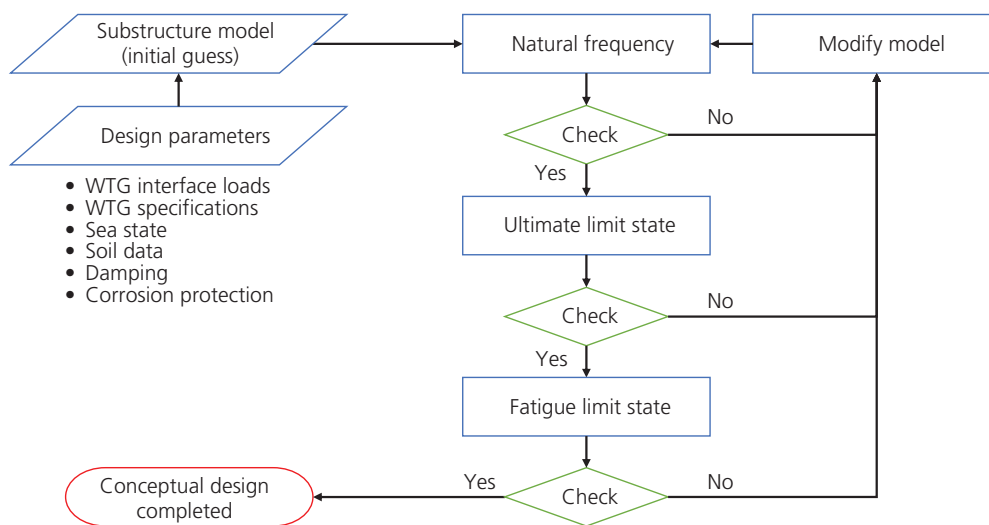 Substructure model
(initial guess)
Natural frequency
Modify model
Design parameters
Check
No
Yes
• WTG interface loads
• WTG specifications
• Sea state
• Soil data
• Damping
• Corrosion protection
Ultimate limit state
Check
No
Yes
Fatigue limit state
Conceptual design
completed
Yes
Check
No